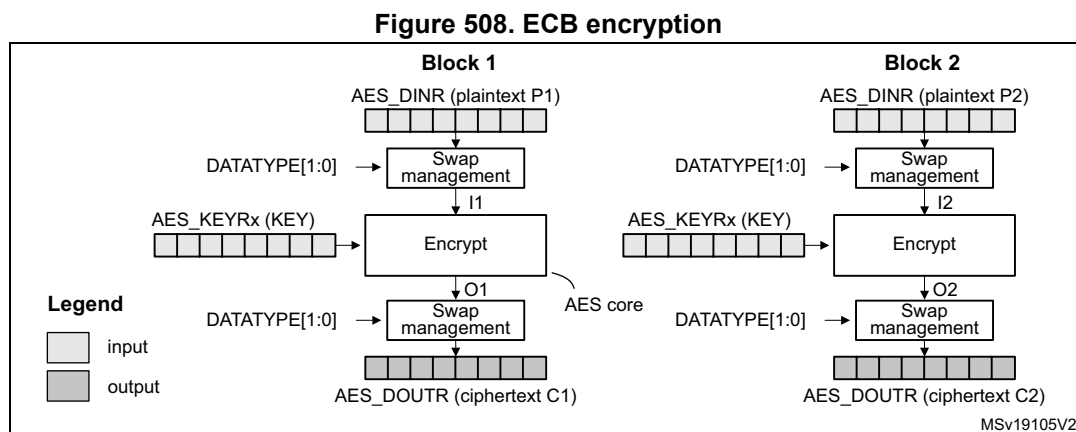 Figure 508. ECB encryption
Block 1
Block 2
AES_DINR (plaintext P1)
AES_DINR (plaintext P2)
DATATYPE[1:0]
Swap
management
DATATYPE[1:0]
Swap
management
I1
I2
AES_KEYRx (KEY)
Encrypt
AES_KEYRx (KEY)
Encrypt
O1
O2
AES core
Legend
DATATYPE[1:0]
Swap
management
DATATYPE[1:0]
Swap
management
input
output
AES_DOUTR (ciphertext C1)
AES_DOUTR (ciphertext C2)
MSv19105V2